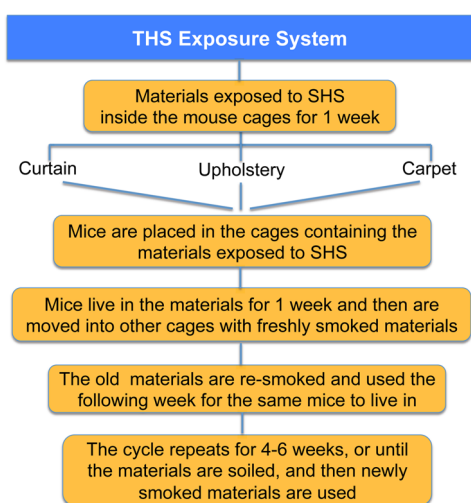 THS Exposure System
Materials exposed to SHS
inside the mouse cages for 1 week
Curtain
Upholstery
Carpet
Mice are placed in the cages containing the
materials exposed to SHS
Mice live in the materials for 1 week and then are
moved into other cages with freshly smoked materials
The old materials are re-smoked and used the
following week for the same mice to live in
The cycle repeats for 4-6 weeks, or until
the materials are soiled, and then newly
smoked materials are used